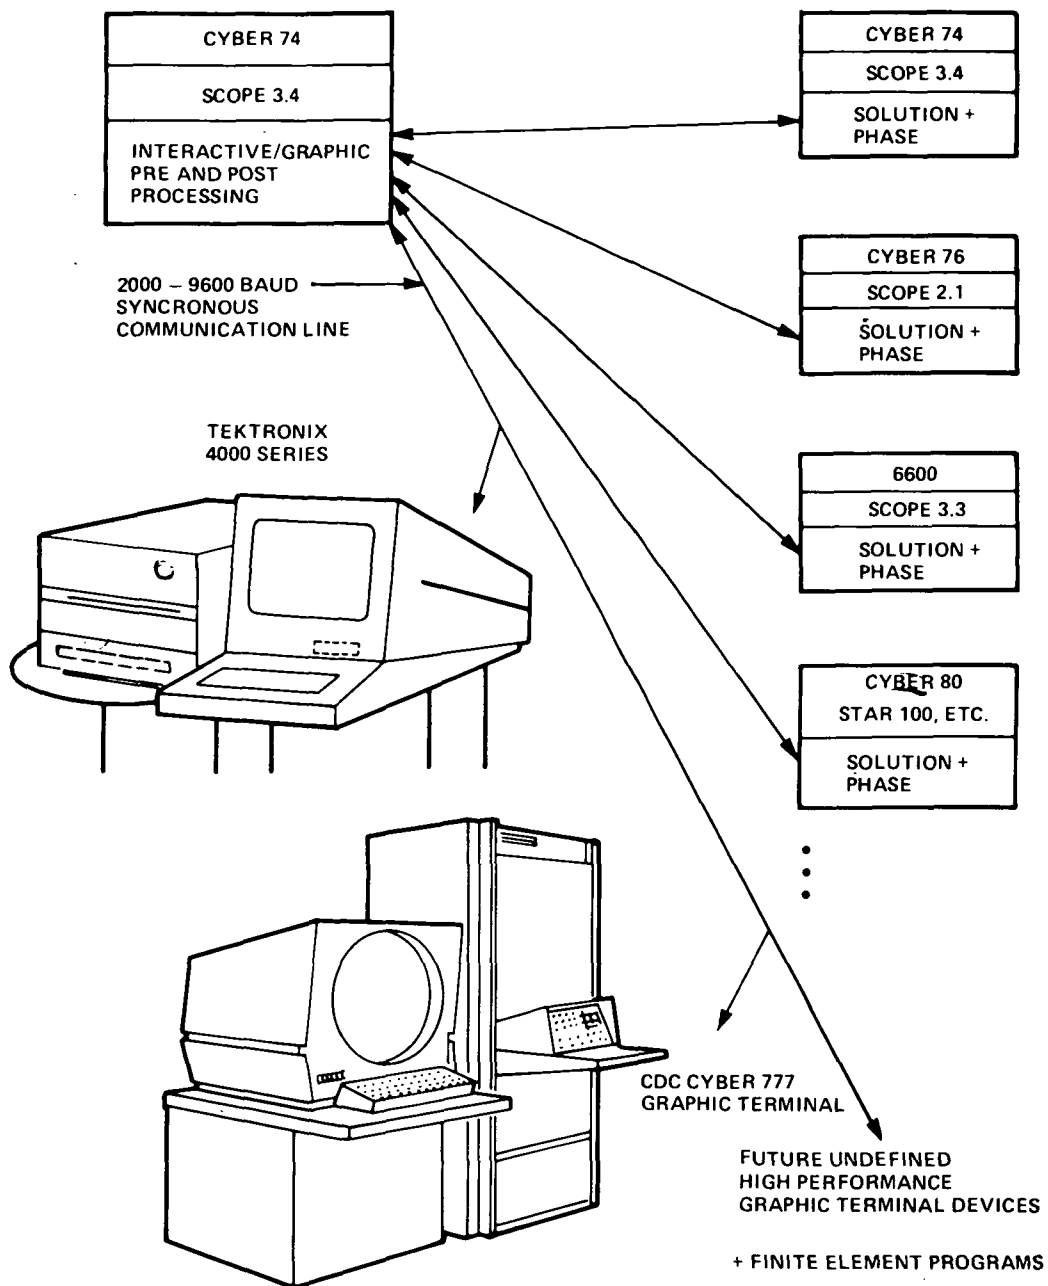 CYBER 74
SCOPE 3.4
INTERACTIVE/GRAPHIC
PRE AND POST
PROCESSING
CYBER 74
SCOPE 3.4
SOLUTION +
PHASE
2000 – 9600 BAUD
SYNCRONOUS
COMMUNICATION LINE
CYBER 76
SCOPE 2.1
SOLUTION +
PHASE
TEKTRONIX
4000 SERIES
6600
SCOPE 3.3
SOLUTION +
PHASE
CYBER 80
STAR 100, ETC.
SOLUTION +
PHASE
CDC CYBER 777
GRAPHIC TERMINAL
FUTURE UNDEFINED
HIGH PERFORMANCE
GRAPHIC TERMINAL DEVICES
+ FINITE ELEMENT PROGRAMS